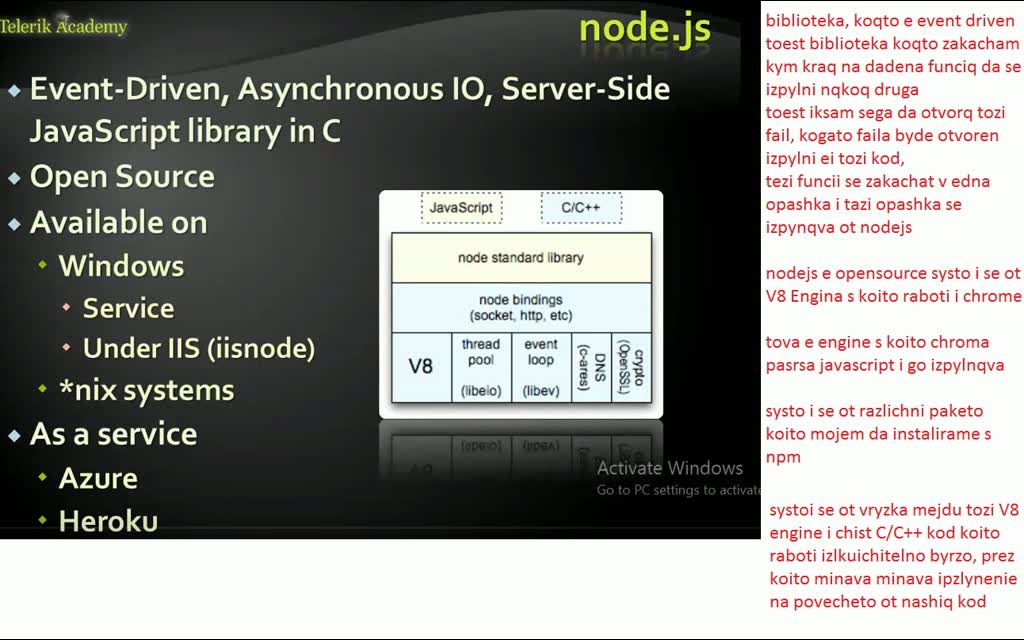 Telerik Academy
node.js
Event-Driven, Asynchronous IO, Server-Side
JavaScript library in C
Open Source
Available on
Windows
Service
Under IIS (iisnode)
*nix systems
As a service
Azure
Heroku
JavaScript
C/C++
node standard library
node bindings
(socket, http, etc)
V8
thread
pool
(libeio)
event
loop
(libev)
DNS
(c-ares)
crypto
(OpenSSL)
Activate Windows
Go to PC settings to activate
biblioteka, koqto e event driven
toest biblioteka koqto zakacham
kym kraq na dadena funciq da se
izpylni nqkoq druga
toest iksam sega da otvorq tozi
fail, kogato faila byde otvoren
izpylni ei tozi kod,
tezi funcii se zakachat v edna
opashka i tazi opashka se
izpynqva ot nodejs
nodejs e opensource systo i se ot
V8 Engina s koito raboti i chrome
tova e engine s koito chroma
pasrsa javascript i go izpylnqva
systo i se ot razlichni paketo
koito mojem da instalirame s
npm
systoi se ot vryzka mejdu tozi V8
engine i chist C/C++ kod koito
raboti izlkuichitelno byrzo, prez
koito minava minava ipzlynenie
na povecheto ot nashiq kod